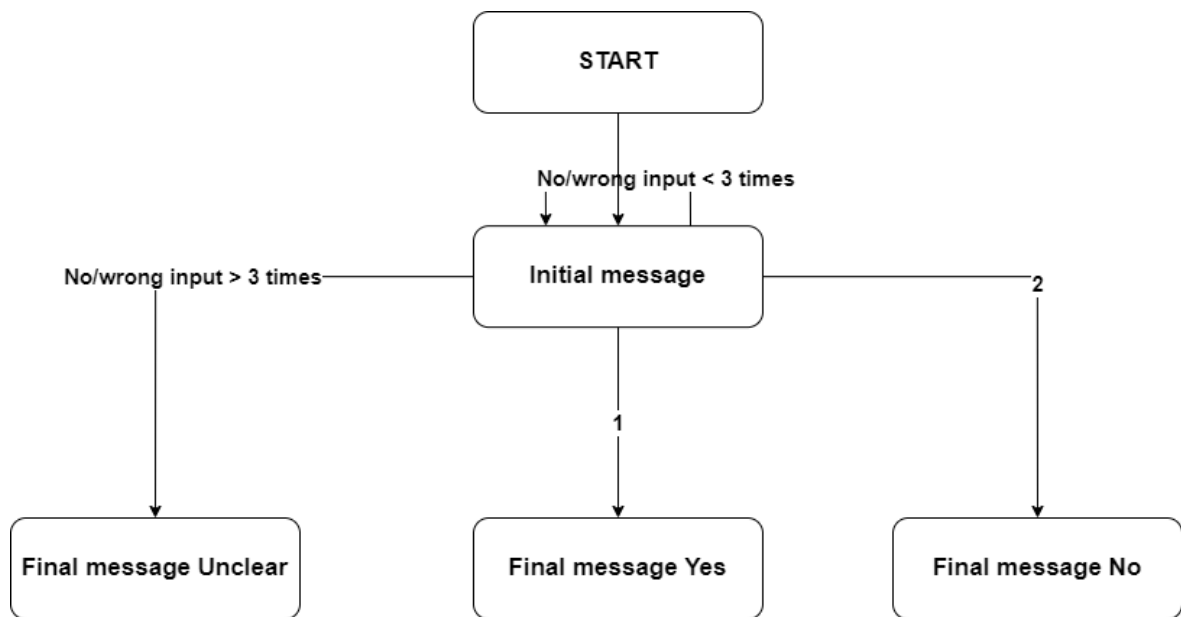 START
No/wrong input < 3 times
Initial message
No/wrong input > 3 times
2
1
Final message Unclear
Final message Yes
Final message No